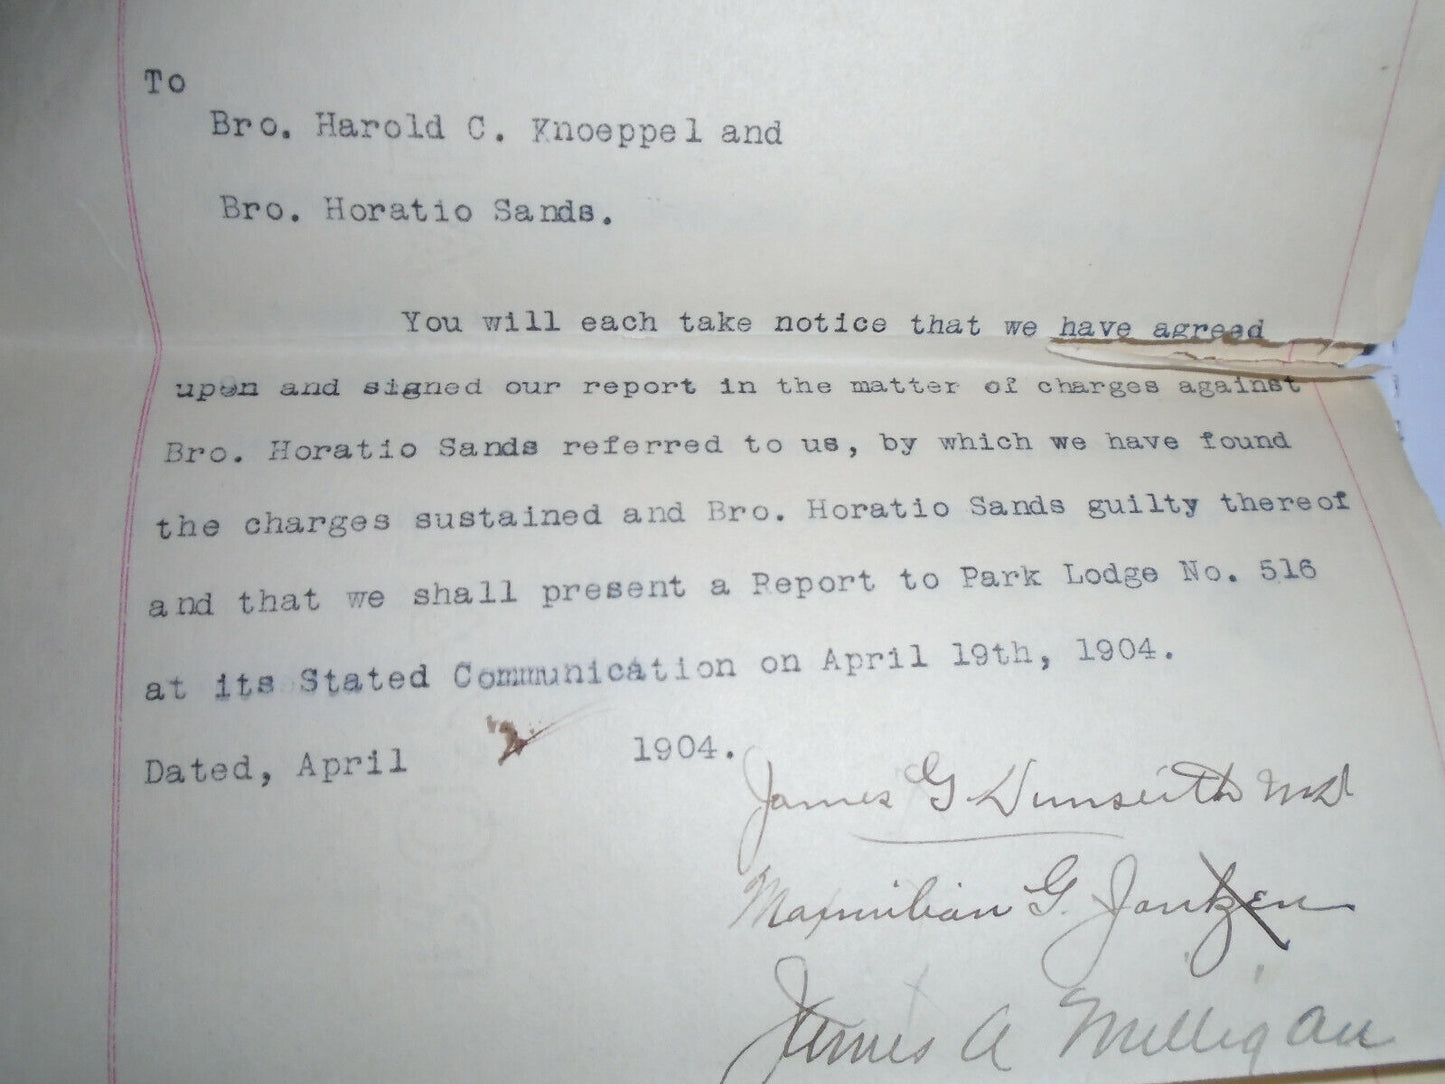 To
Bro. Harold C. Knoeppel and
Bro. Horatio Sands.
You will each take notice that we have agreed
upon and signed our report in the matter of charges against
Bro. Horatio Sands referred to us, by which we have found
the charges sustained and Bro. Horatio Sands guilty thereof
and that we shall present a Report to Park Lodge No. 516
at its Stated Communication on April 19th, 1904.
Dated, April 1904.
James G. Dunseith MD
Maximilian G. Jantzen
James A Milligan